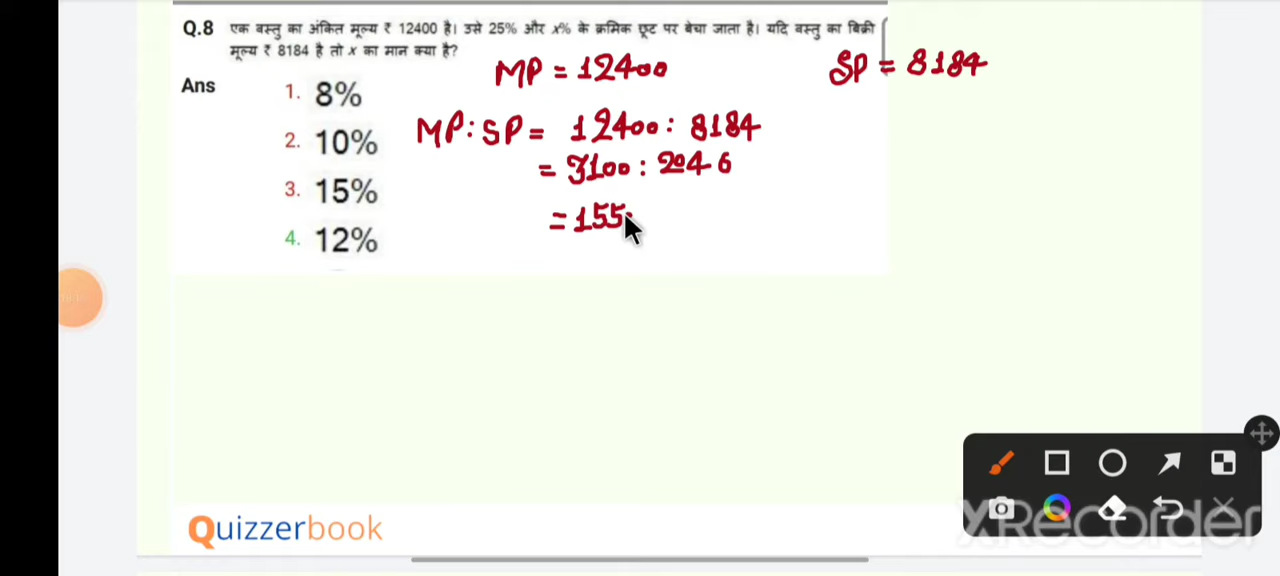 Q.8 एक वस्तु का अंकित मूल्य ₹ 12400 है। उसे 25% और x% के क्रमिक छूट पर बेचा जाता है। यदि वस्तु का बिक्री
मूल्य ₹ 8184 है तो x का मान क्या है?
MP = 12400
SP = 8184
Ans
1. 8%
2. 10%
3. 15%
4. 12%
MP : SP = 12400 : 8184
= 3100 : 2046
= 155
Quizzerbook
XRecorder